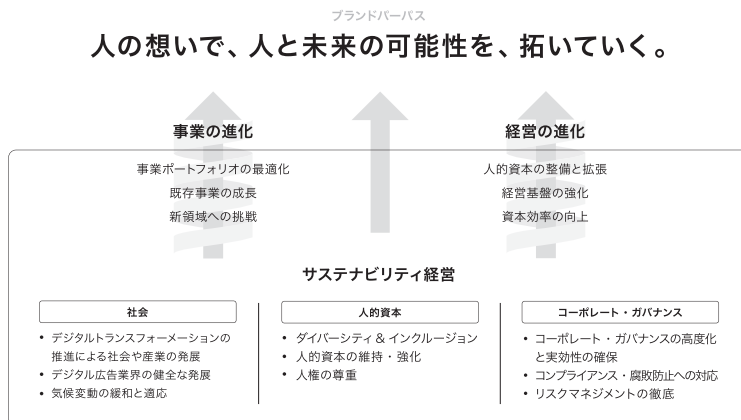 ブランドパーパス
人の想いで、人と未来の可能性を、拓いていく。
事業の進化
事業ポートフォリオの最適化
既存事業の成長
新領域への挑戦
経営の進化
人的資本の整備と拡張
経営基盤の強化
資本効率の向上
サステナビリティ経営
社会
• デジタルトランスフォーメーションの
推進による社会や産業の発展
• デジタル広告業界の健全な発展
• 気候変動の緩和と適応
人的資本
• ダイバーシティ & インクルージョン
• 人的資本の維持・強化
• 人権の尊重
コーポレート・ガバナンス
• コーポレート・ガバナンスの高度化
と実効性の確保
• コンプライアンス・腐敗防止への対応
• リスクマネジメントの徹底